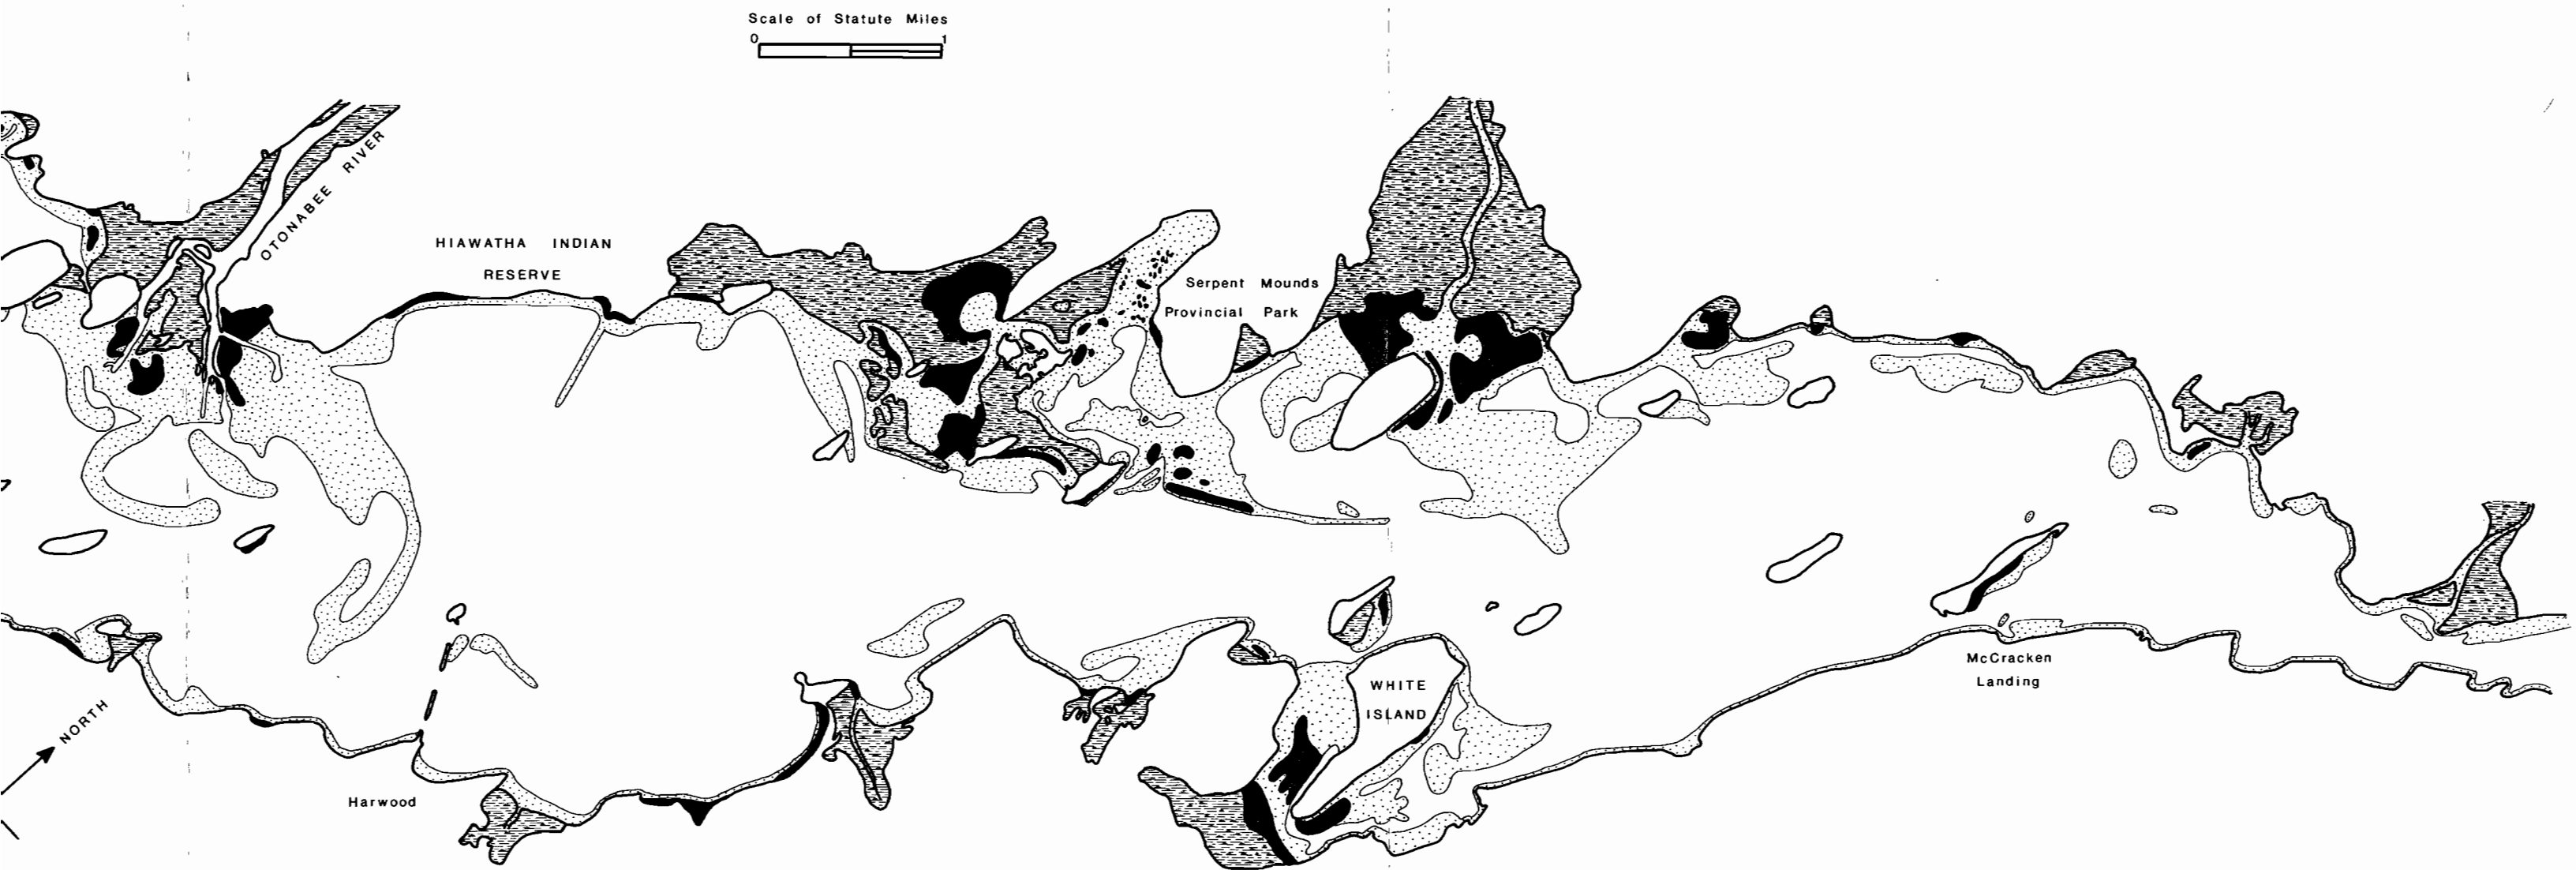 Scale of Statute Miles
0 1
OTONABEE RIVER
HIAWATHA INDIAN
RESERVE
Serpent Mounds
Provincial Park
WHITE
ISLAND
McCracken
Landing
NORTH
Harwood